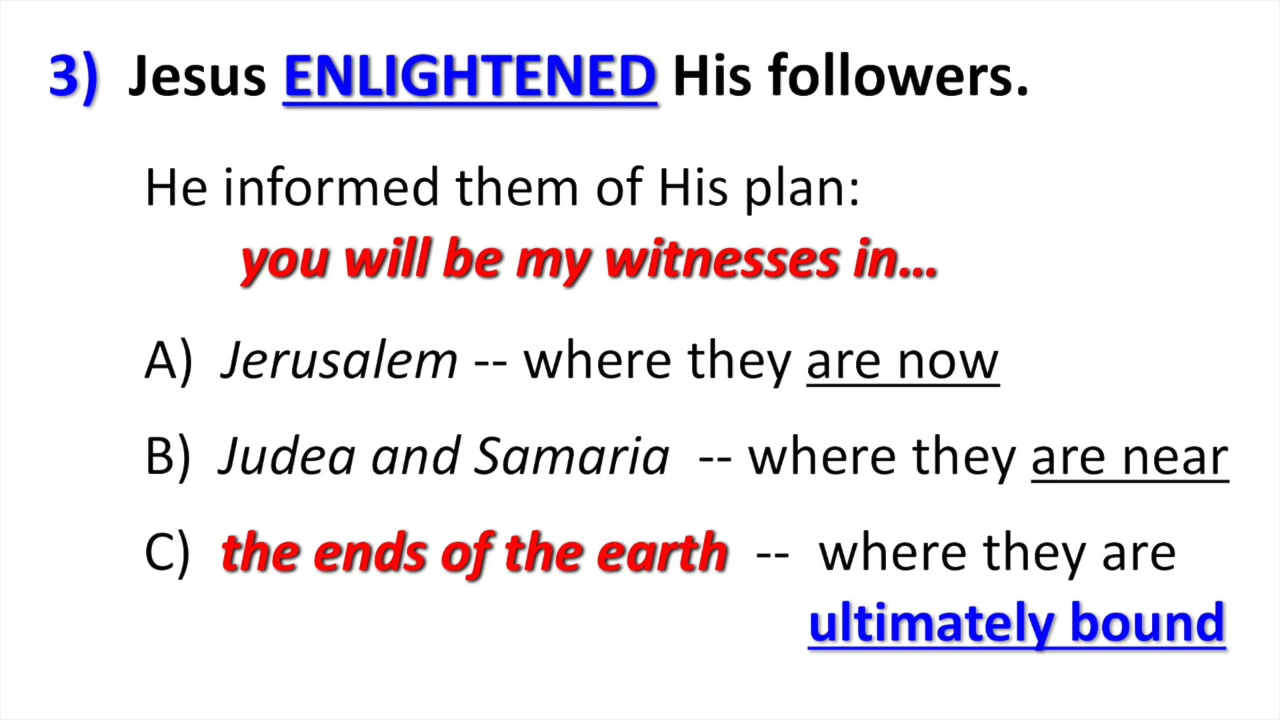 3) Jesus ENLIGHTENED His followers.
He informed them of His plan:
you will be my witnesses in...
A) Jerusalem -- where they are now
B) Judea and Samaria -- where they are near
C) the ends of the earth -- where they are
ultimately bound